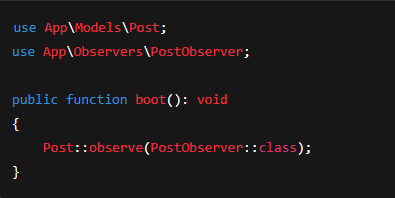 use App\Models\Post;
use App\Observers\PostObserver;
public function boot(): void
{
Post::observe(PostObserver::class);
}